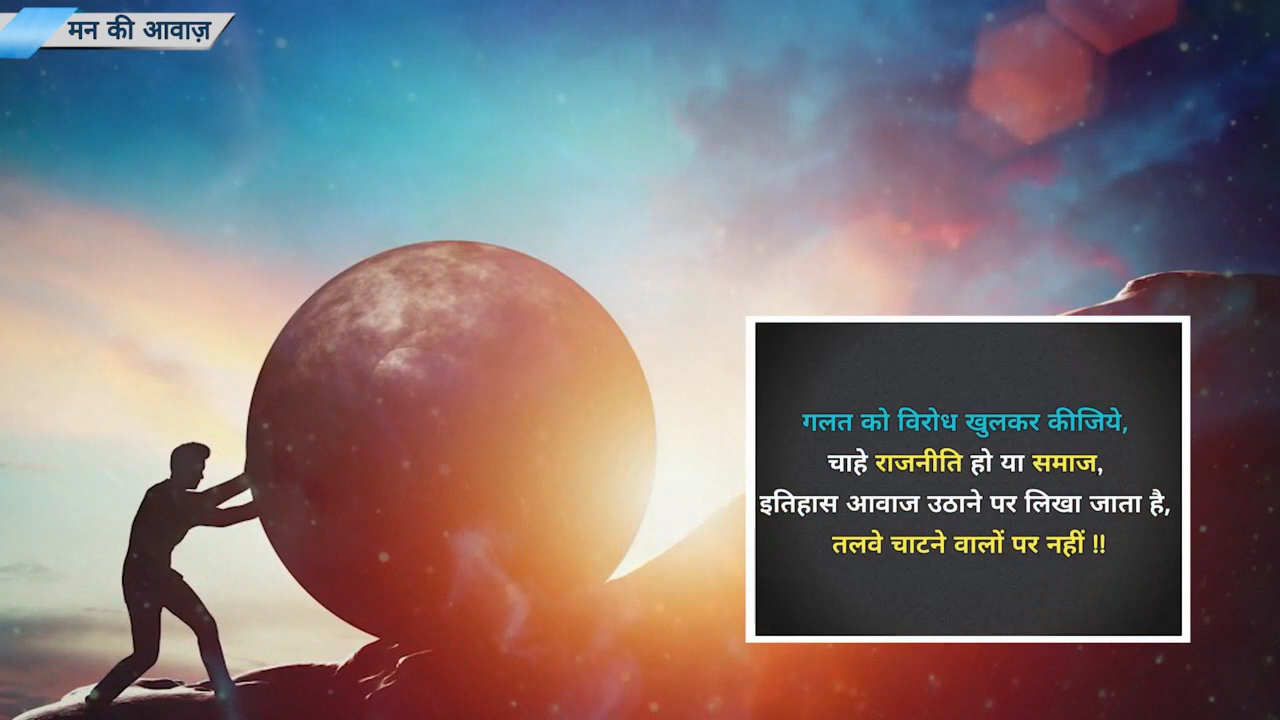 मन की आवाज़
गलत को विरोध खुलकर कीजिये,
चाहे राजनीति हो या समाज,
इतिहास आवाज उठाने पर लिखा जाता है,
तलवे चाटने वालों पर नहीं !!